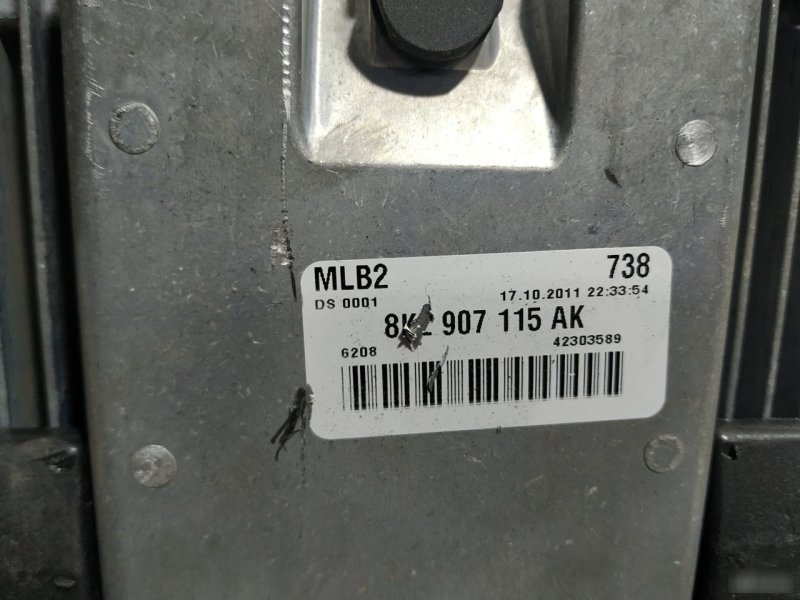 MLB2 738
DS 0001 17.10.2011 22:33:54
907 115 AK
6208 42303589